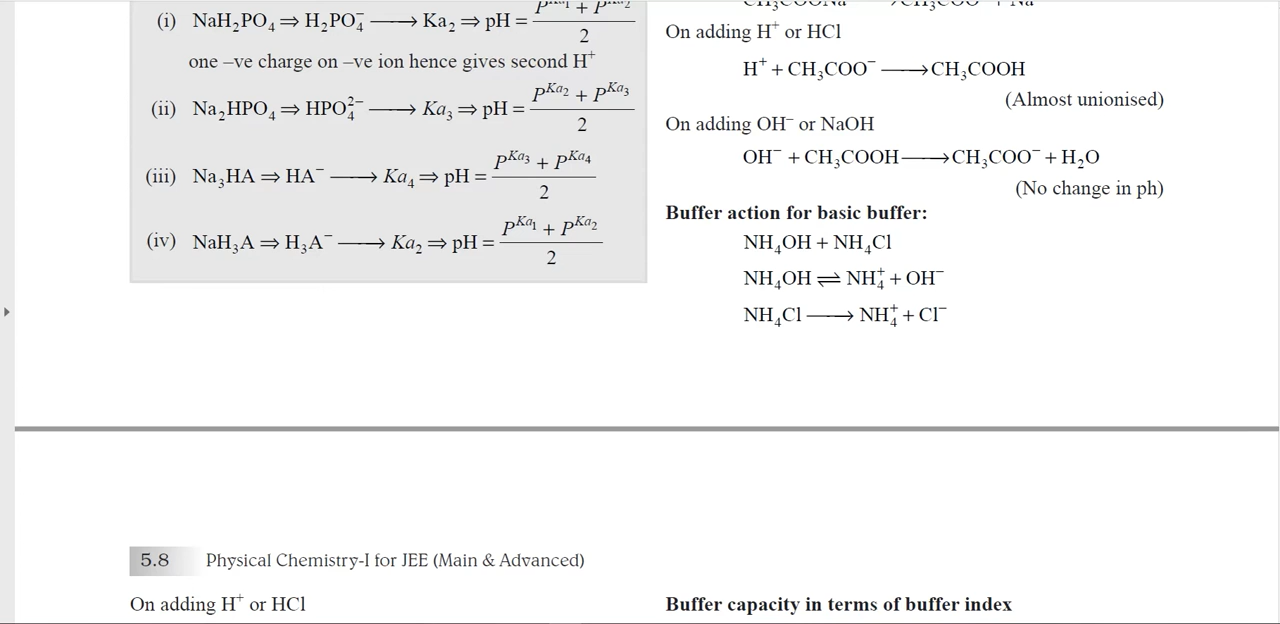 (i) NaH₂PO₄ ⇒ H₂PO₄⁻ ⟶ Ka₂ ⇒ pH = (P^Ka₁ + P^Ka₂)/2
one –ve charge on –ve ion hence gives second H⁺
(ii) Na₂HPO₄ ⇒ HPO₄²⁻ ⟶ Ka₃ ⇒ pH = (P^Ka₂ + P^Ka₃)/2
(iii) Na₃HA ⇒ HA⁻ ⟶ Ka₄ ⇒ pH = (P^Ka₃ + P^Ka₄)/2
(iv) NaH₃A ⇒ H₃A⁻ ⟶ Ka₂ ⇒ pH = (P^Ka₁ + P^Ka₂)/2
On adding H⁺ or HCl
H⁺ + CH₃COO⁻ ⟶ CH₃COOH
(Almost unionised)
On adding OH⁻ or NaOH
OH⁻ + CH₃COOH ⟶ CH₃COO⁻ + H₂O
(No change in ph)
Buffer action for basic buffer:
NH₄OH + NH₄Cl
NH₄OH ⇌ NH₄⁺ + OH⁻
NH₄Cl ⟶ NH₄⁺ + Cl⁻
5.8 Physical Chemistry-I for JEE (Main & Advanced)
On adding H⁺ or HCl
Buffer capacity in terms of buffer index